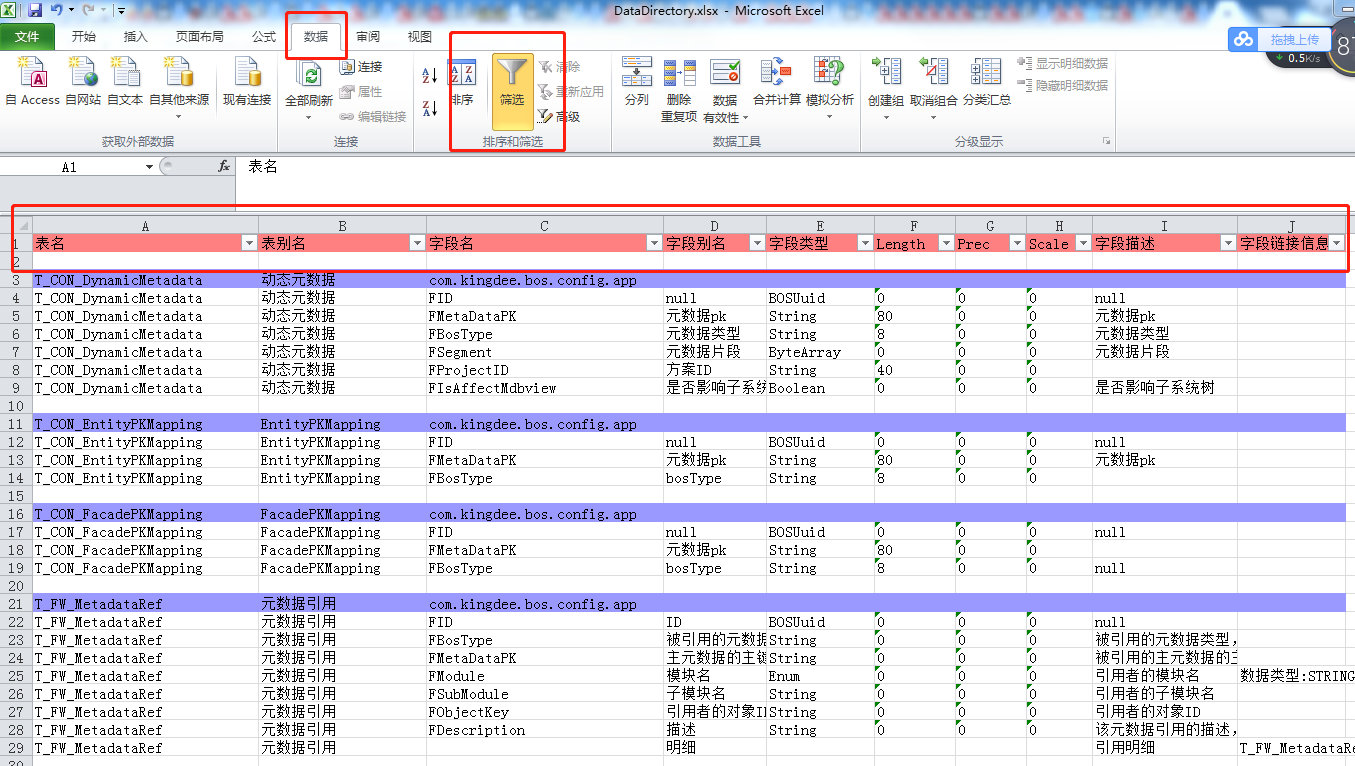 DataDirectory.xlsx - Microsoft Excel
文件 开始 插入 页面布局 公式 数据 审阅 视图
拖拽上传
0.5K/s
自 Access 自网站 自文本 自其他来源 现有连接 全部刷新 连接 属性 编辑链接 排序 筛选 清除 重新应用 高级 分列 删除重复项 数据有效性 合并计算 模拟分析 创建组 取消组合 分类汇总 显示明细数据 隐藏明细数据
获取外部数据 连接 排序和筛选 数据工具 分级显示
A1 fx 表名
A B C D E F G H I J
1 表名 表别名 字段名 字段别名 字段类型 Length Prec Scale 字段描述 字段链接信息
2
3 T_CON_DynamicMetadata 动态元数据 com.kingdee.bos.config.app
4 T_CON_DynamicMetadata 动态元数据 FID null BOSUuid 0 0 0 null
5 T_CON_DynamicMetadata 动态元数据 FMetaDataPK 元数据pk String 80 0 0 元数据pk
6 T_CON_DynamicMetadata 动态元数据 FBosType 元数据类型 String 8 0 0 元数据类型
7 T_CON_DynamicMetadata 动态元数据 FSegment 元数据片段 ByteArray 0 0 0 元数据片段
8 T_CON_DynamicMetadata 动态元数据 FProjectID 方案ID String 40 0 0
9 T_CON_DynamicMetadata 动态元数据 FIsAffectMdbview 是否影响子系统 Boolean 0 0 0 是否影响子系统树
10
11 T_CON_EntityPKMapping EntityPKMapping com.kingdee.bos.config.app
12 T_CON_EntityPKMapping EntityPKMapping FID null BOSUuid 0 0 0 null
13 T_CON_EntityPKMapping EntityPKMapping FMetaDataPK 元数据pk String 80 0 0 元数据pk
14 T_CON_EntityPKMapping EntityPKMapping FBosType bosType String 8 0 0
15
16 T_CON_FacadePKMapping FacadePKMapping com.kingdee.bos.config.app
17 T_CON_FacadePKMapping FacadePKMapping FID null BOSUuid 0 0 0 null
18 T_CON_FacadePKMapping FacadePKMapping FMetaDataPK 元数据pk String 80 0 0
19 T_CON_FacadePKMapping FacadePKMapping FBosType bosType String 8 0 0 null
20
21 T_FW_MetadataRef 元数据引用 com.kingdee.bos.config.app
22 T_FW_MetadataRef 元数据引用 FID ID BOSUuid 0 0 0 null
23 T_FW_MetadataRef 元数据引用 FBosType 被引用的元数据 String 0 0 0 被引用的元数据类型,
24 T_FW_MetadataRef 元数据引用 FMetaDataPK 主元数据的主键 String 0 0 0 被引用的主元数据的主
25 T_FW_MetadataRef 元数据引用 FModule 模块名 Enum 0 0 0 引用者的模块名 数据类型:STRING
26 T_FW_MetadataRef 元数据引用 FSubModule 子模块名 String 0 0 0 引用者的子模块名
27 T_FW_MetadataRef 元数据引用 FObjectKey 引用者的对象ID String 0 0 0 引用者的对象ID
28 T_FW_MetadataRef 元数据引用 FDescription 描述 String 0 0 0 该元数据引用的描述,
29 T_FW_MetadataRef 元数据引用 明细 引用明细 T_FW_MetadataRe